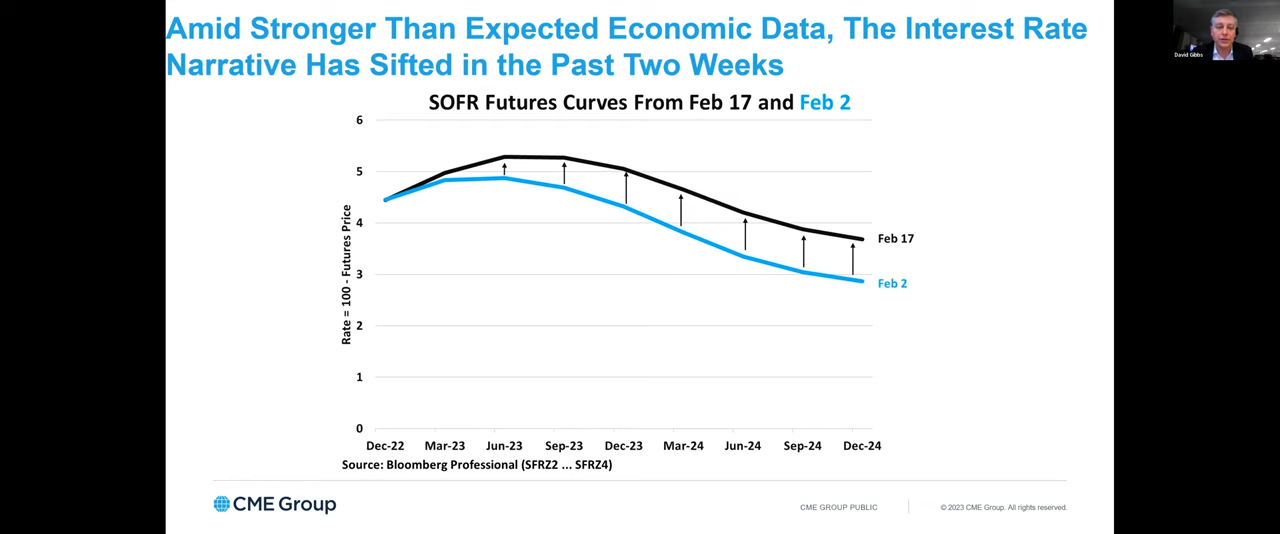 Amid Stronger Than Expected Economic Data, The Interest Rate
Narrative Has Sifted in the Past Two Weeks
David Gibbs
SOFR Futures Curves From Feb 17 and Feb 2
Rate = 100 - Futures Price
6
5
4
3
2
1
0
Feb 17
Feb 2
Dec-22 Mar-23 Jun-23 Sep-23 Dec-23 Mar-24 Jun-24 Sep-24 Dec-24
Source: Bloomberg Professional (SFRZ2 ... SFRZ4)
CME Group
CME GROUP PUBLIC
© 2023 CME Group. All rights reserved.